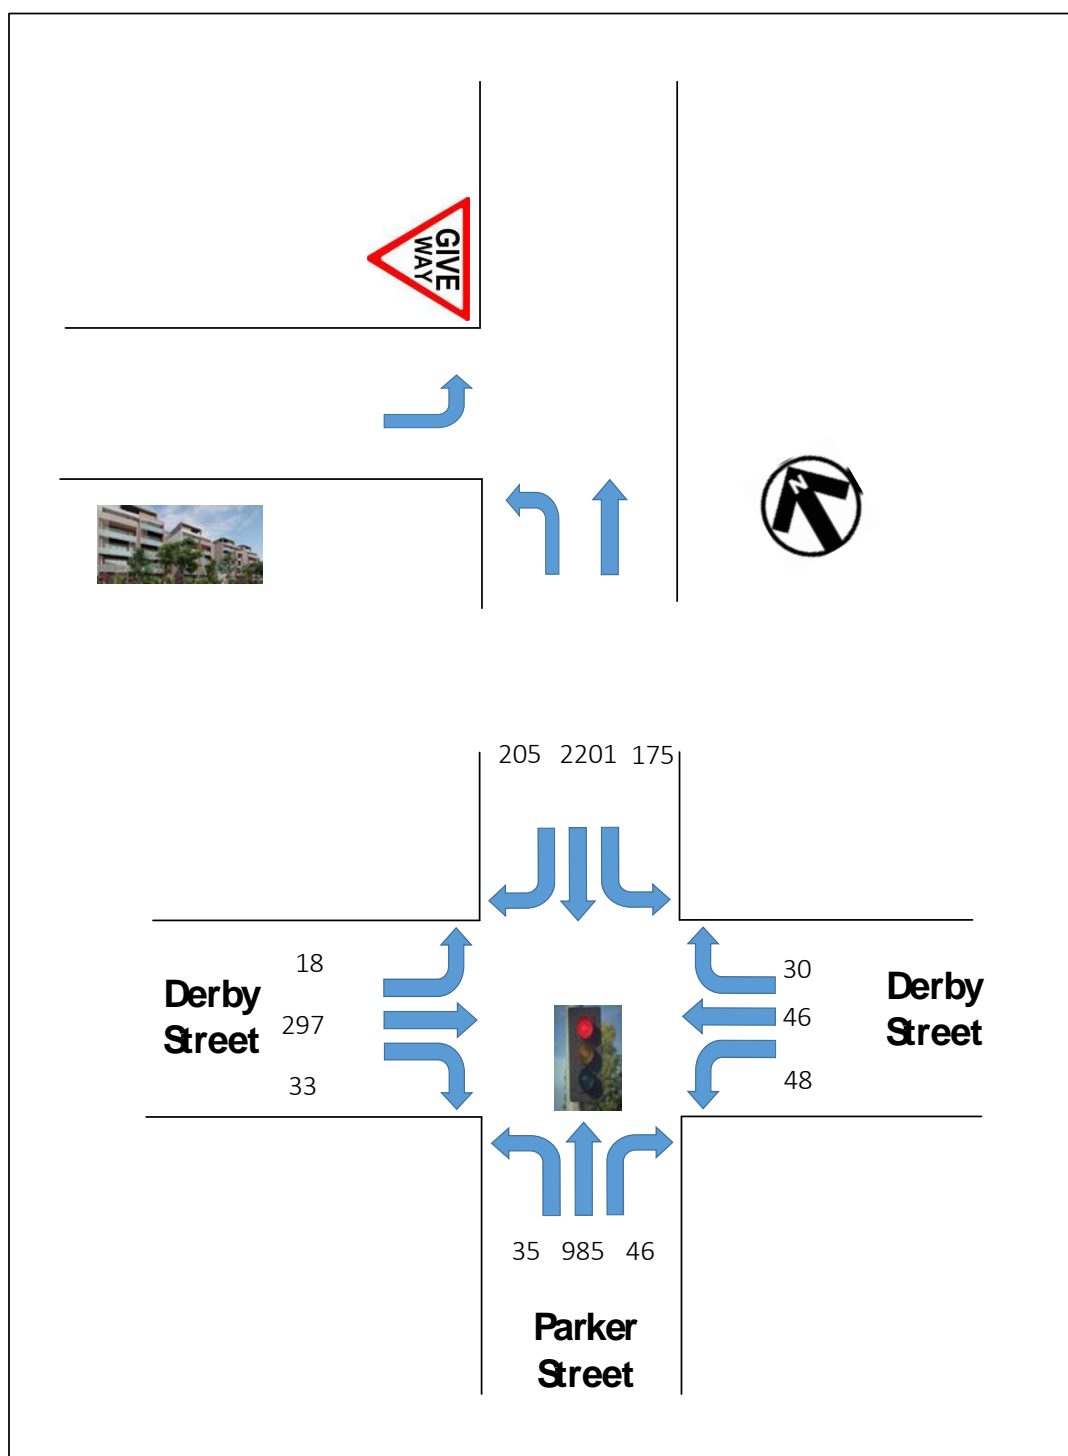 GIVE
WAY
N
205 2201 175
18
30
Derby
Street
Derby
Street
297
46
33
48
35 985 46
Parker
Street